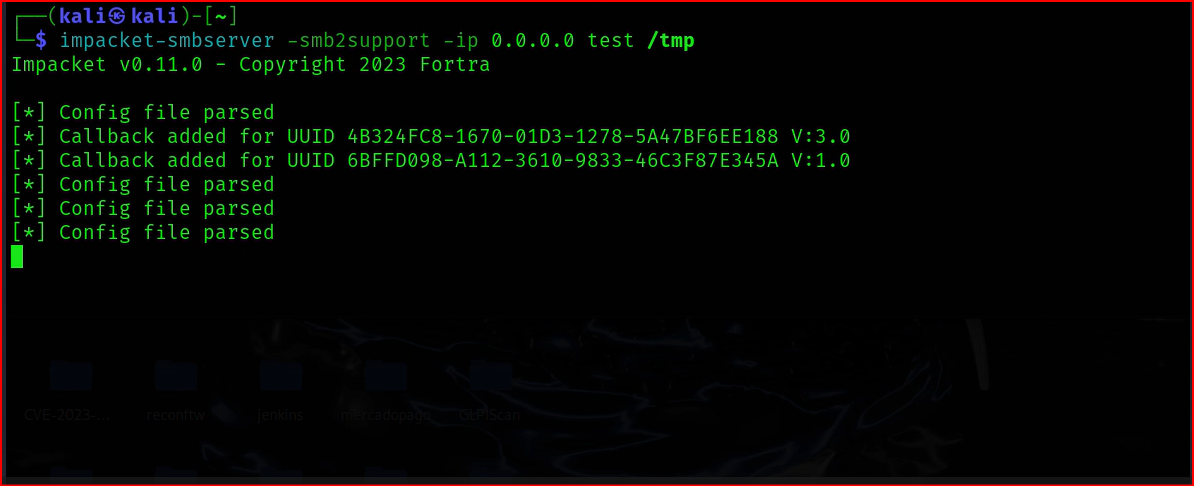 ┌──(kali㉿kali)-[~]
└─$ impacket-smbserver -smb2support -ip 0.0.0.0 test /tmp
Impacket v0.11.0 - Copyright 2023 Fortra
[*] Config file parsed
[*] Callback added for UUID 4B324FC8-1670-01D3-1278-5A47BF6EE188 V:3.0
[*] Callback added for UUID 6BFFD098-A112-3610-9833-46C3F87E345A V:1.0
[*] Config file parsed
[*] Config file parsed
[*] Config file parsed
CVE-2023-... reconftw jenkins mercadopago GLPIScan